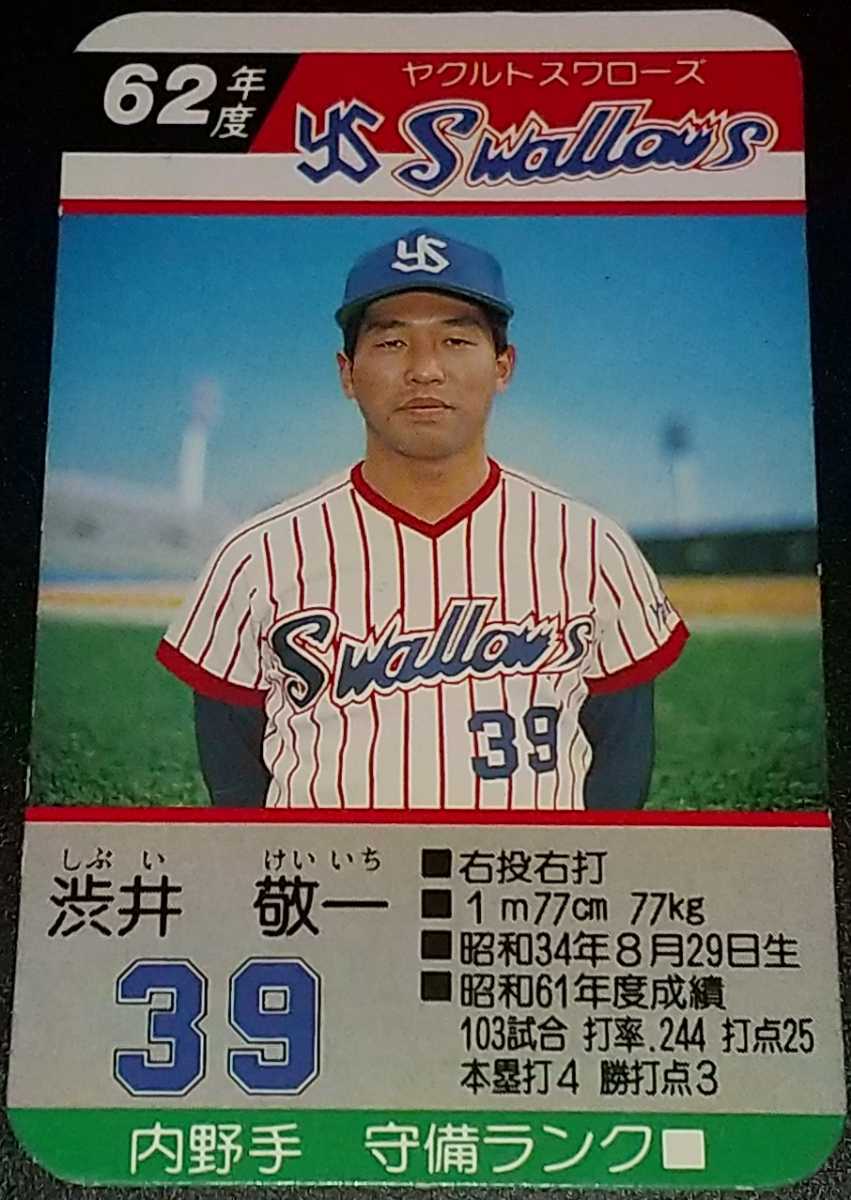 62年度
ヤクルトスワローズ
YS Swallows
YS
Swallows
39
しぶい けいいち
渋井 敬一
39
■右投右打
■1m77cm 77kg
■昭和34年8月29日生
■昭和61年度成績
103試合 打率.244 打点25
本塁打4 勝打点3
内野手 守備ランク■